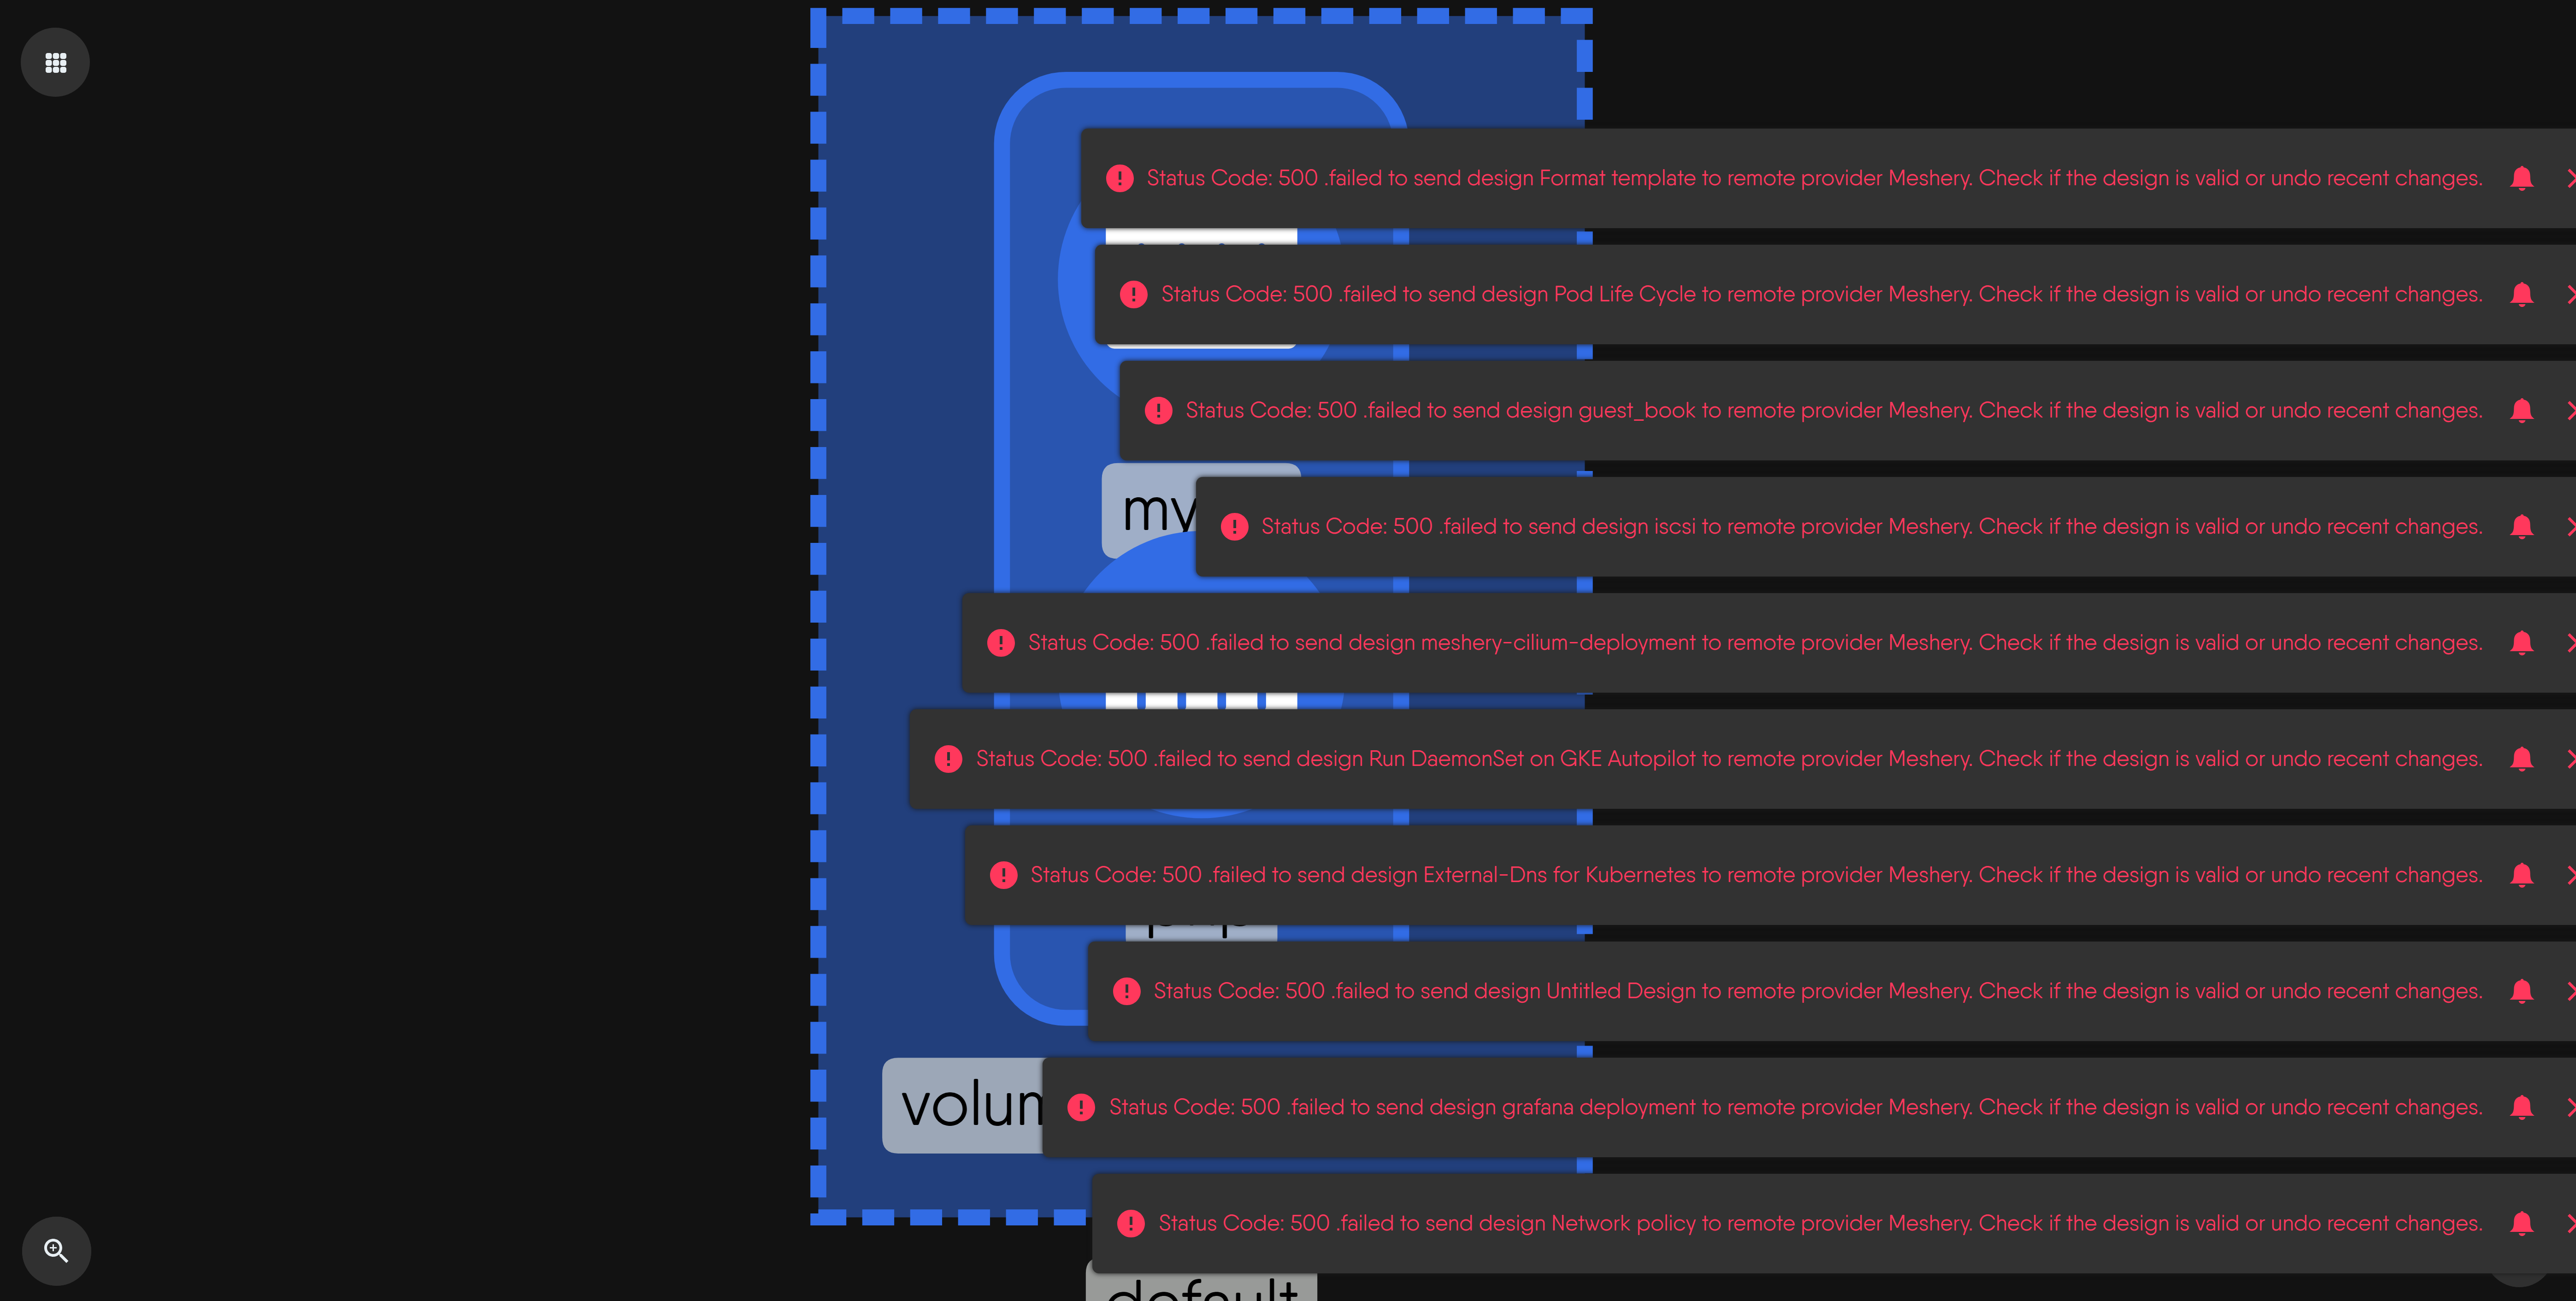 Status Code: 500 .failed to send design Format template to remote provider Meshery. Check if the design is valid or undo recent changes.
Status Code: 500 .failed to send design Pod Life Cycle to remote provider Meshery. Check if the design is valid or undo recent changes.
Status Code: 500 .failed to send design guest_book to remote provider Meshery. Check if the design is valid or undo recent changes.
Status Code: 500 .failed to send design iscsi to remote provider Meshery. Check if the design is valid or undo recent changes.
Status Code: 500 .failed to send design meshery-cilium-deployment to remote provider Meshery. Check if the design is valid or undo recent changes.
Status Code: 500 .failed to send design Run DaemonSet on GKE Autopilot to remote provider Meshery. Check if the design is valid or undo recent changes.
Status Code: 500 .failed to send design External-Dns for Kubernetes to remote provider Meshery. Check if the design is valid or undo recent changes.
Status Code: 500 .failed to send design Untitled Design to remote provider Meshery. Check if the design is valid or undo recent changes.
Status Code: 500 .failed to send design grafana deployment to remote provider Meshery. Check if the design is valid or undo recent changes.
Status Code: 500 .failed to send design Network policy to remote provider Meshery. Check if the design is valid or undo recent changes.
default